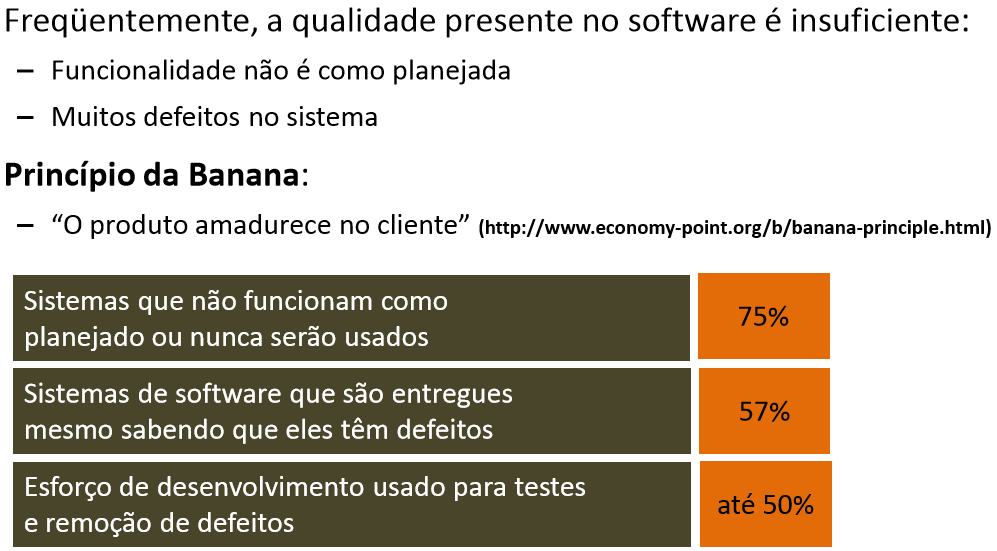 Freqüentemente, a qualidade presente no software é insuficiente:
– Funcionalidade não é como planejada
– Muitos defeitos no sistema
Princípio da Banana:
– “O produto amadurece no cliente” (http://www.economy-point.org/b/banana-principle.html)
Sistemas que não funcionam como
planejado ou nunca serão usados
75%
Sistemas de software que são entregues
mesmo sabendo que eles têm defeitos
57%
Esforço de desenvolvimento usado para testes
e remoção de defeitos
até 50%